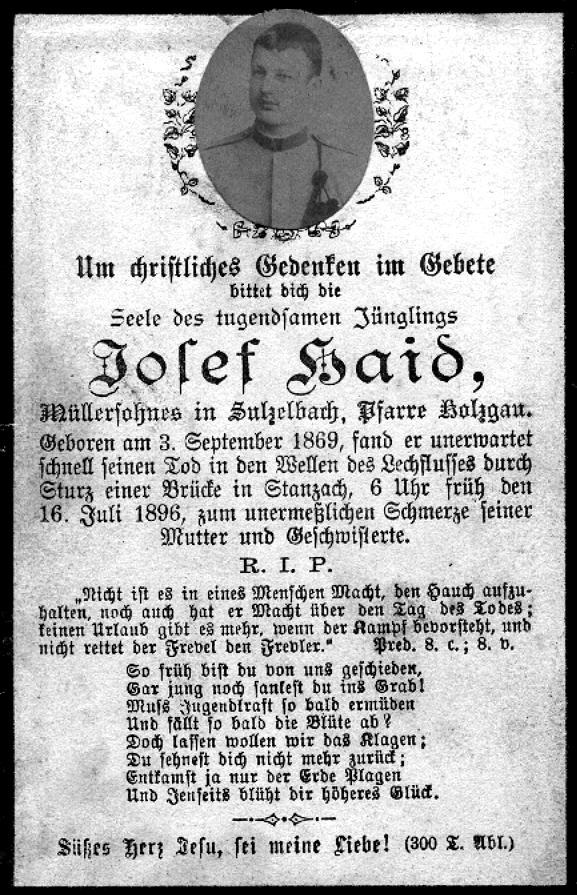 Um christliches Gedenken im Gebete
bittet dich die
Seele des tugendsamen Jünglings
Josef Haid,
Müllersohnes in Sulzelbach, Pfarre Holzgau.
Geboren am 3. September 1869, fand er unerwartet
schnell seinen Tod in den Wellen des Lechflusses durch
Sturz einer Brücke in Stanzach, 6 Uhr früh den
16. Juli 1896, zum unermeßlichen Schmerze seiner
Mutter und Geschwisterte.
R. I. P.
„Nicht ist es in eines Menschen Macht, den Hauch aufzu-
halten, noch auch hat er Macht über den Tag des Todes;
keinen Urlaub gibt es mehr, wenn der Kampf bevorsteht, und
nicht rettet der Frevel den Frevler." Pred. 8. c.; 8. v.
So früh bist du von uns geschieden,
Gar jung noch sankest du ins Grab!
Muss Jugendkraft so bald ermüden
Und fällt so bald die Blüte ab?
Doch lassen wollen wir das Klagen;
Du sehnest dich nicht mehr zurück;
Entkamst ja nur der Erde Plagen
Und Jenseits blüht dir höheres Glück.
Süßes Herz Jesu, sei meine Liebe! (300 T. Abl.)